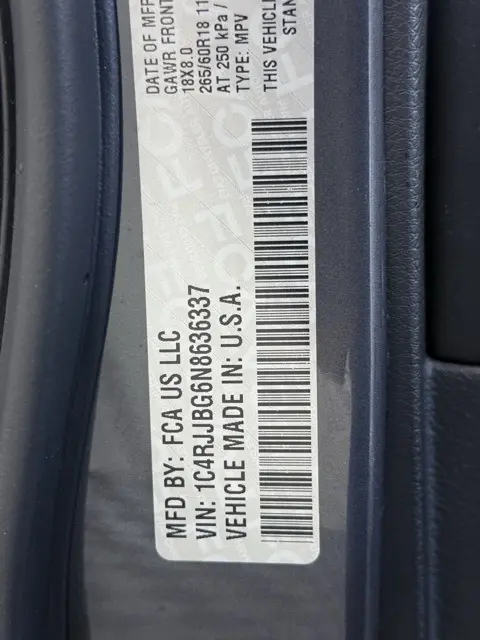 MFD BY: FCA US LLC
VIN: 1C4RJJBG6N8636337
VEHICLE MADE IN: U.S.A.
DATE OF MFR
GAWR FRONT
18X8.0
265/60R18 11
AT 250 kPa /
TYPE: MPV
THIS VEHICLE
STAN